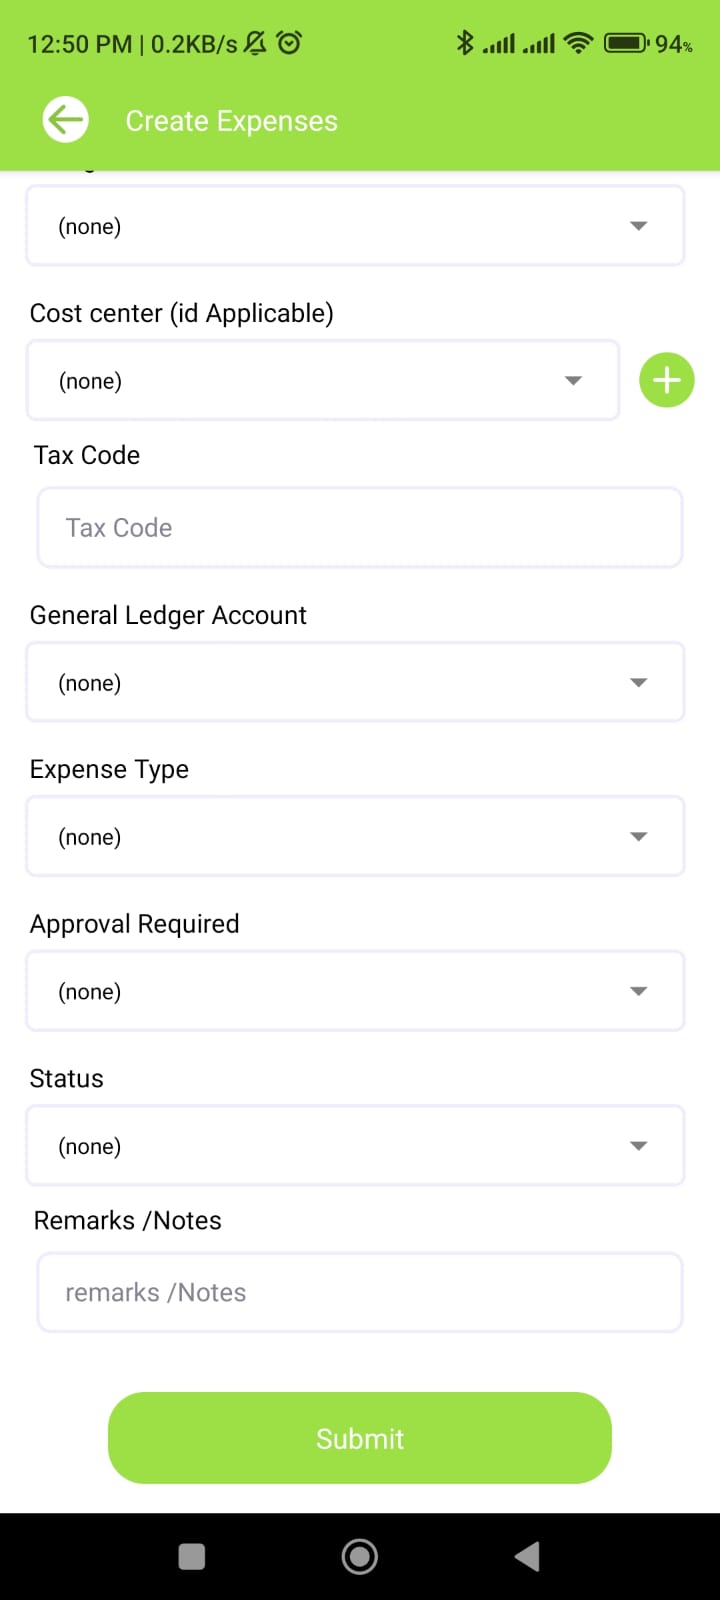 12:50 PM | 0.2KB/s 94%
Create Expenses
(none)
Cost center (id Applicable)
(none)
Tax Code
Tax Code
General Ledger Account
(none)
Expense Type
(none)
Approval Required
(none)
Status
(none)
Remarks /Notes
remarks /Notes
Submit